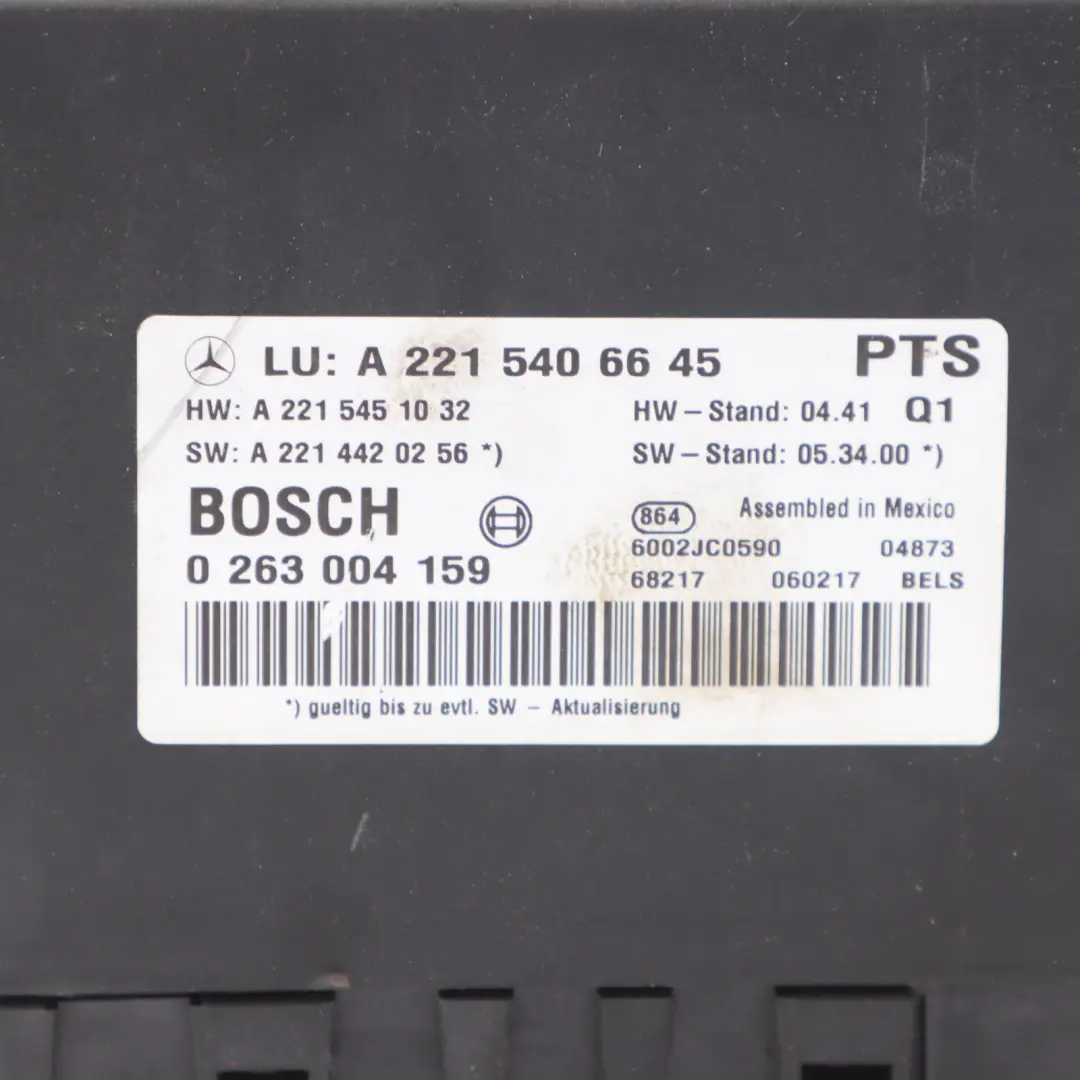 LU: A 221 540 66 45 PTS
HW: A 221 545 10 32 HW – Stand: 04.41 Q1
SW: A 221 442 02 56 *) SW – Stand: 05.34.00 *)
BOSCH 864 Assembled in Mexico
6002JC0590 04873
0 263 004 159 68217 060217 BELS
*) gueltig bis zu evtl. SW – Aktualisierung